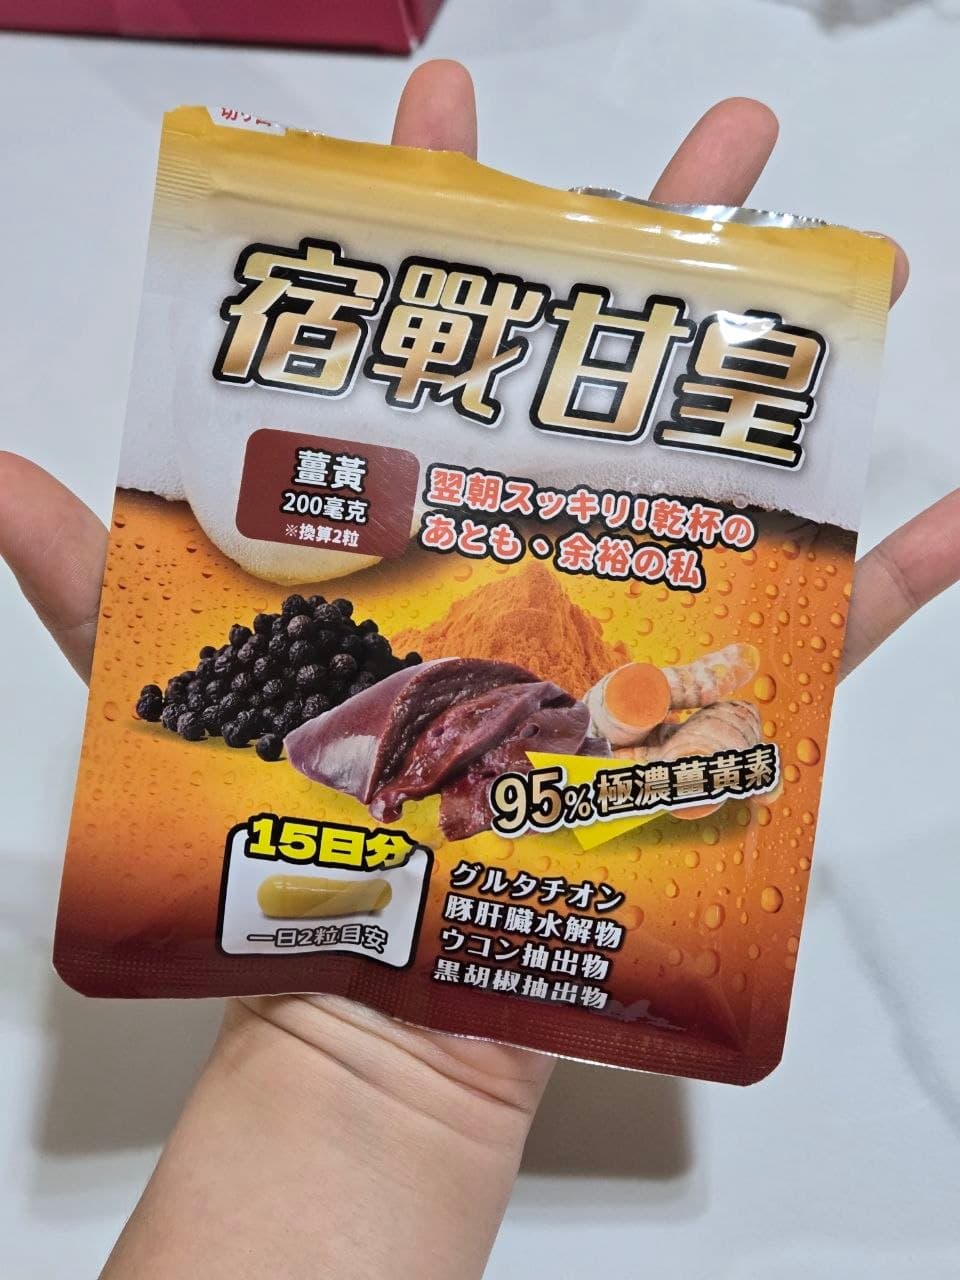 宿戰甘皇
薑黃
200毫克
※換算2粒
翌朝スッキリ!乾杯の
あとも、余裕の私
95%極濃薑黃素
15日分
一日2粒目安
グルタチオン
豚肝臓水解物
ウコン抽出物
黒胡椒抽出物